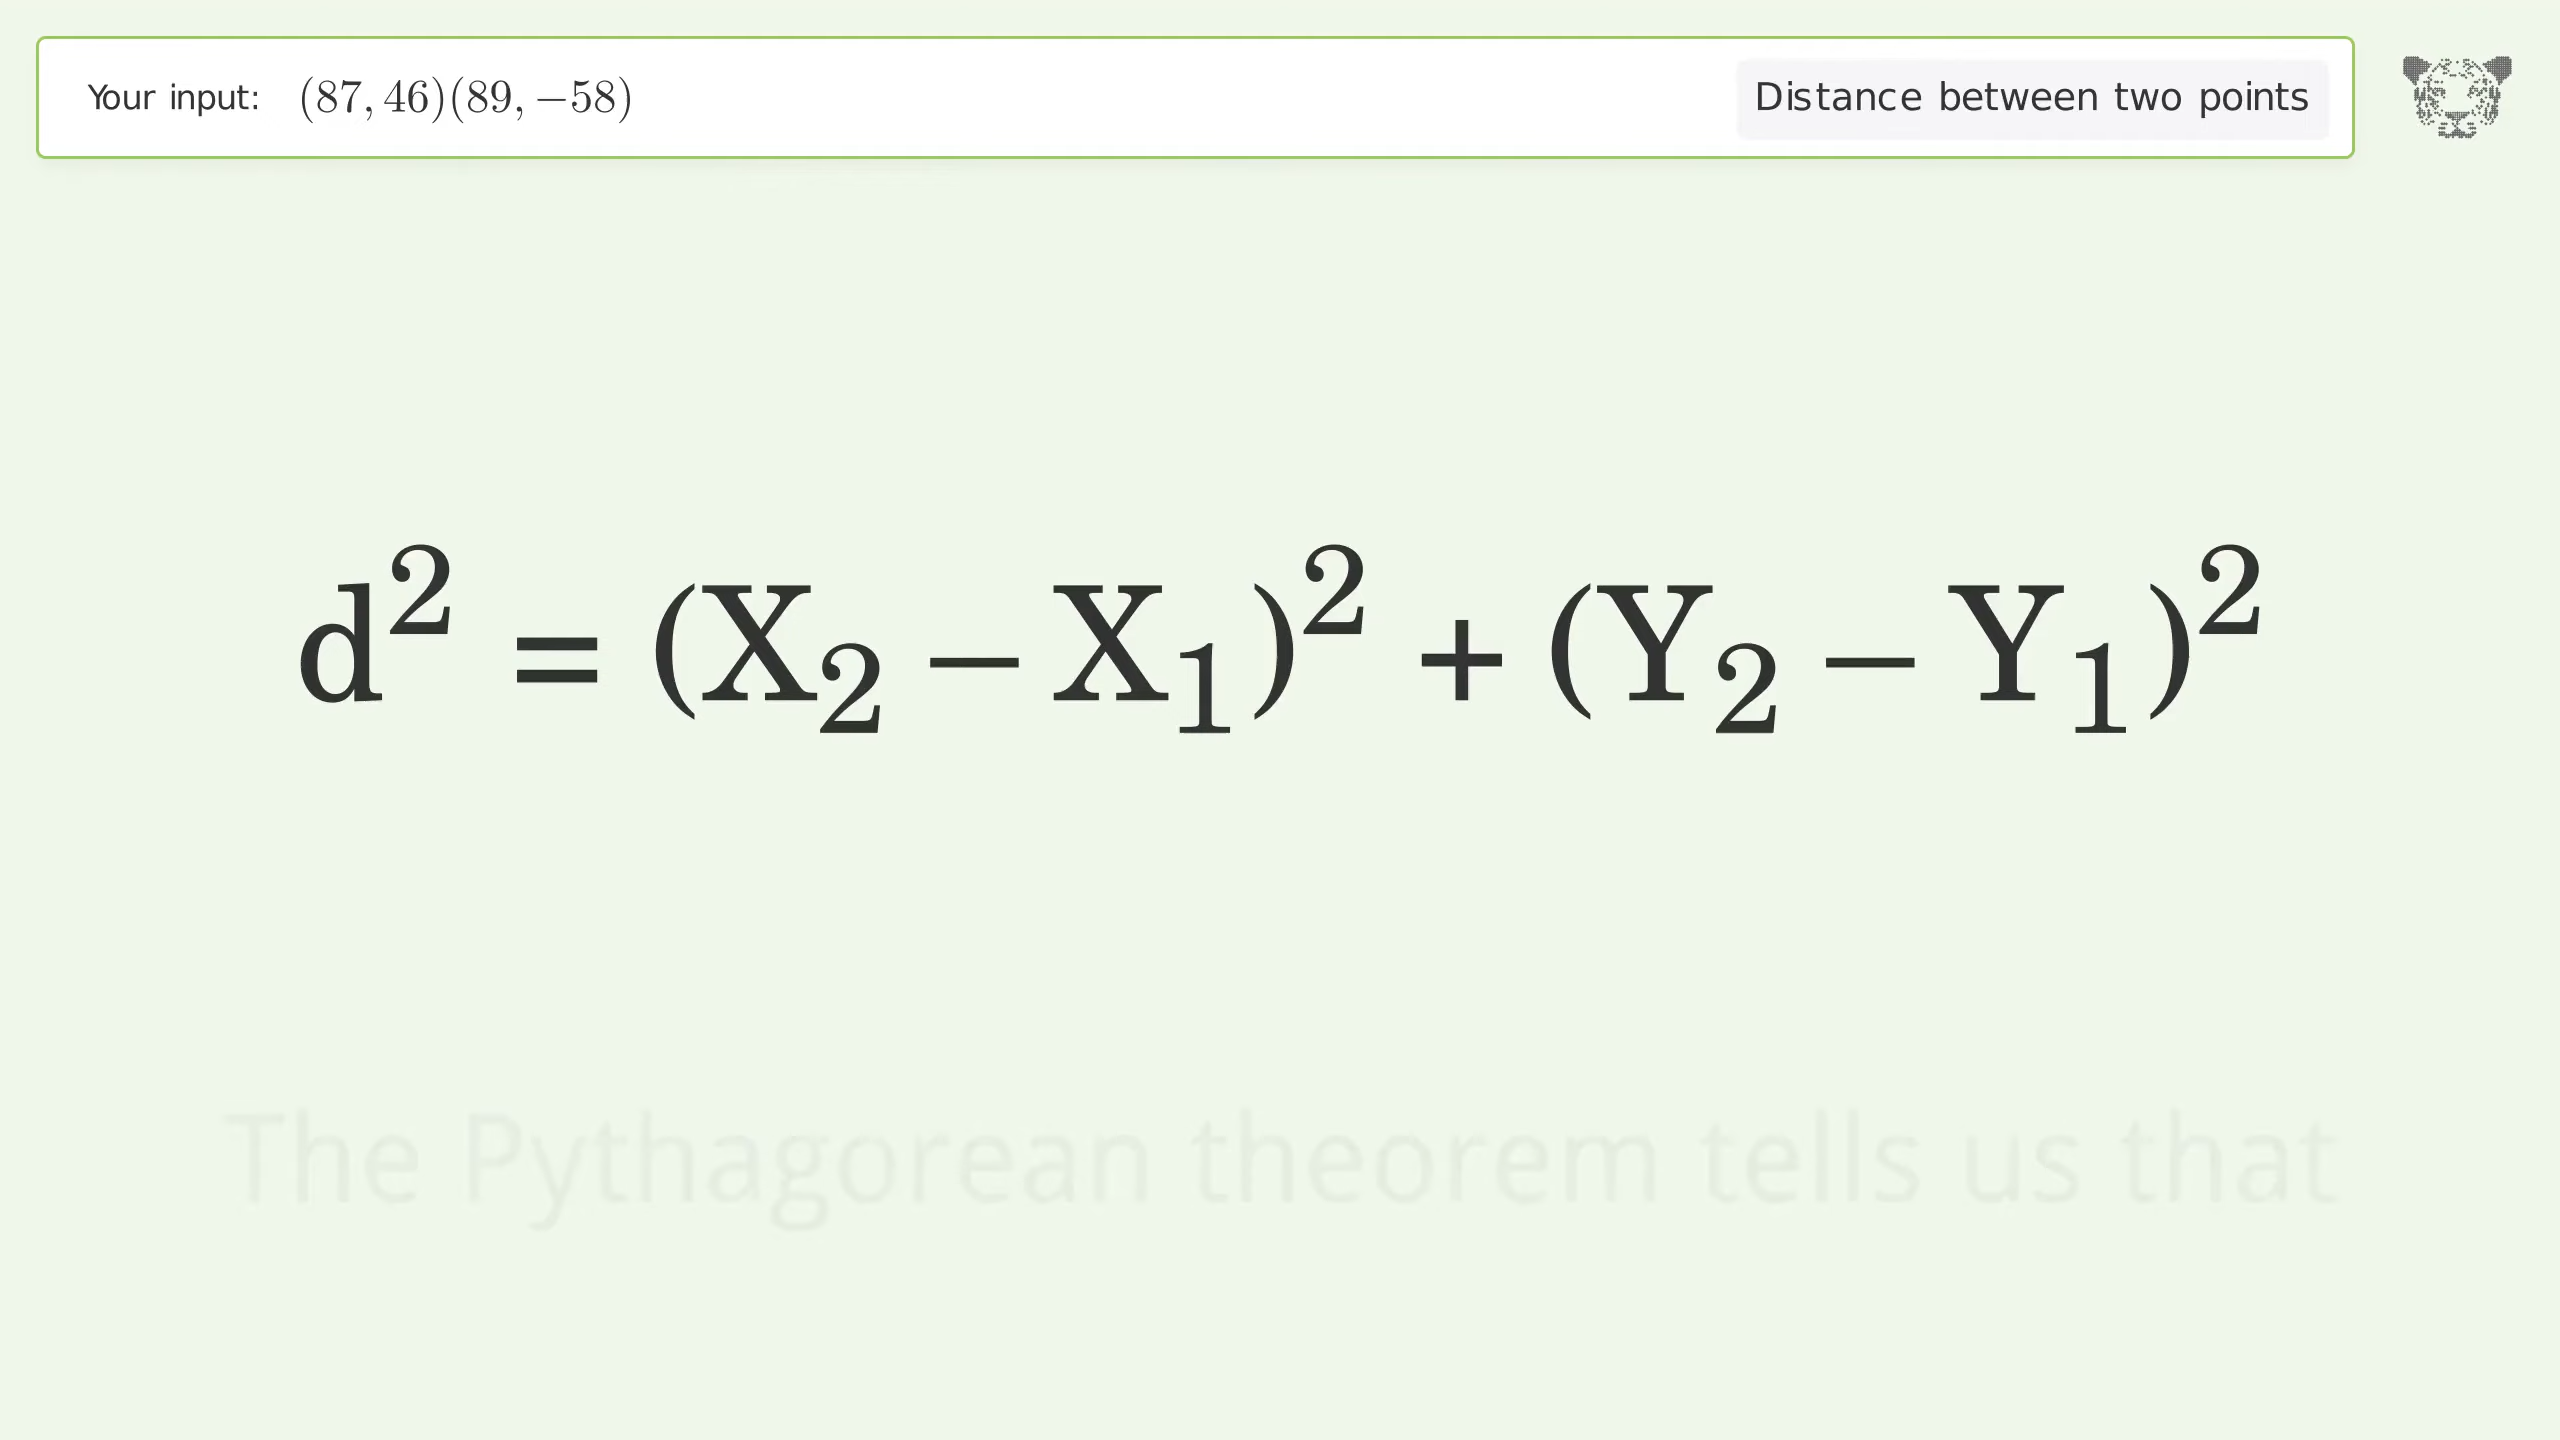 Your input: (87, 46)(89, −58) Distance between two points
d² = (X₂ − X₁)² + (Y₂ − Y₁)²
The Pythagorean theorem tells us that